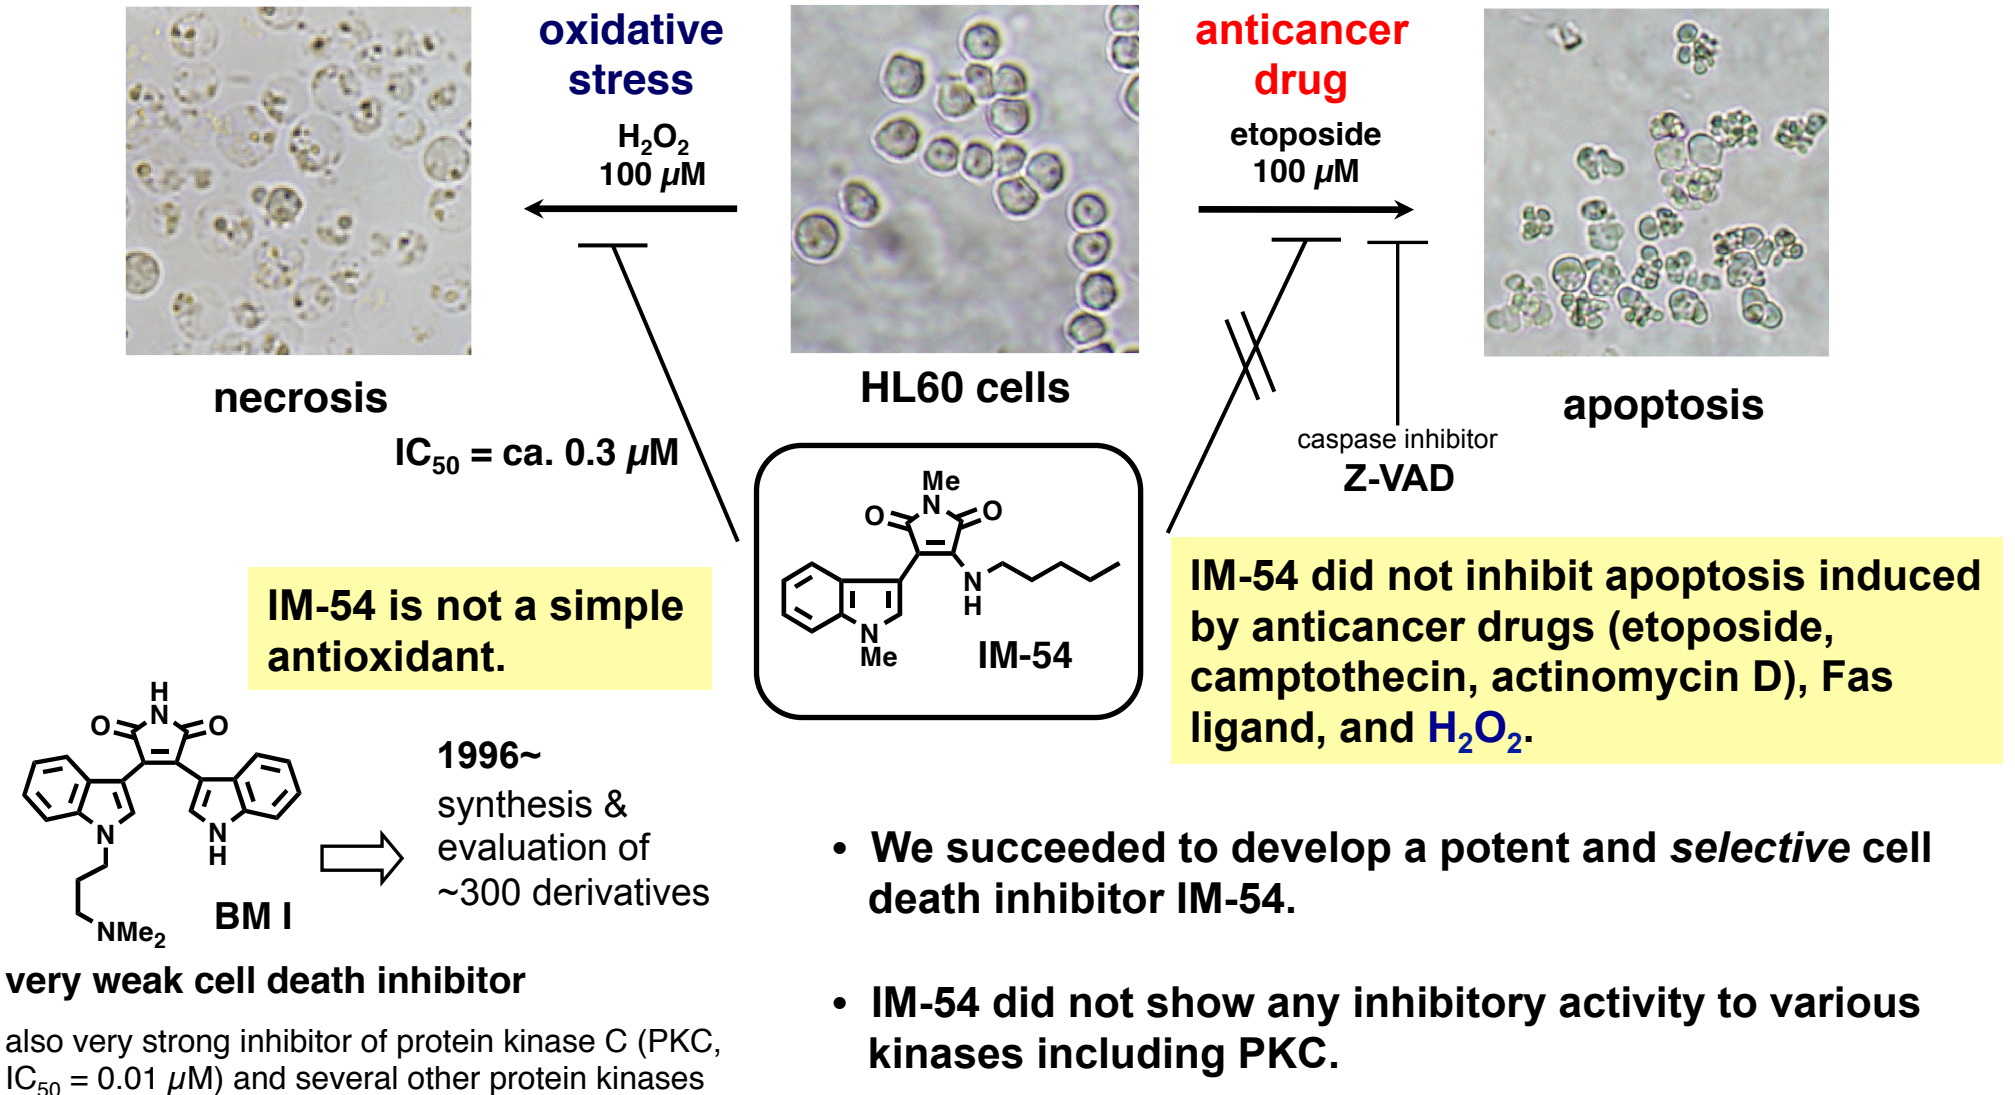 oxidative
stress
H₂O₂
100 µM
anticancer
drug
etoposide
100 µM
necrosis
HL60 cells
apoptosis
IC₅₀ = ca. 0.3 µM
caspase inhibitor
Z-VAD
Me
N
O
O
N
H
N
Me
IM-54
IM-54 is not a simple
antioxidant.
IM-54 did not inhibit apoptosis induced
by anticancer drugs (etoposide,
camptothecin, actinomycin D), Fas
ligand, and H₂O₂.
H
N
O
O
N
N
H
NMe₂
BM I
1996~
synthesis &
evaluation of
~300 derivatives
very weak cell death inhibitor
also very strong inhibitor of protein kinase C (PKC,
IC₅₀ = 0.01 µM) and several other protein kinases
• We succeeded to develop a potent and selective cell
death inhibitor IM-54.
• IM-54 did not show any inhibitory activity to various
kinases including PKC.